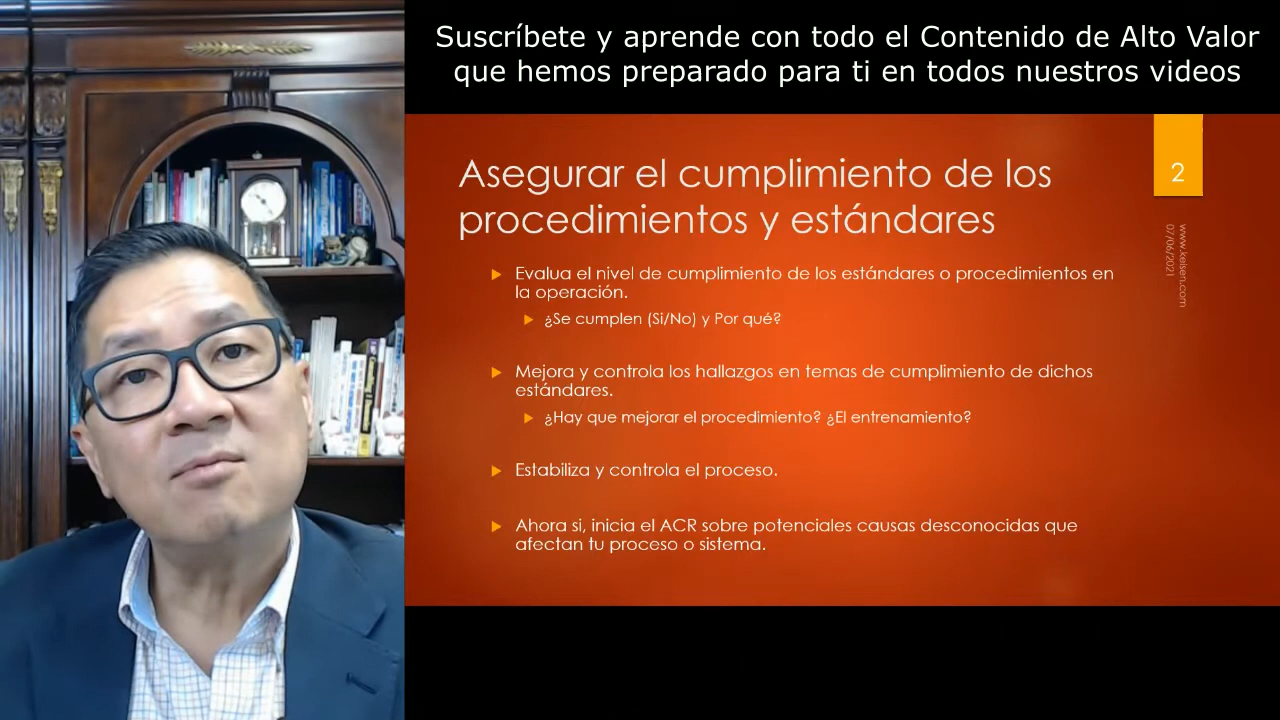 Suscríbete y aprende con todo el Contenido de Alto Valor
que hemos preparado para ti en todos nuestros videos
Asegurar el cumplimiento de los
procedimientos y estándares
2
www.kelsen.com
07/06/2021
Evalua el nivel de cumplimiento de los estándares o procedimientos en
la operación.
¿Se cumplen (Si/No) y Por qué?
Mejora y controla los hallazgos en temas de cumplimiento de dichos
estándares.
¿Hay que mejorar el procedimiento? ¿El entrenamiento?
Estabiliza y controla el proceso.
Ahora si, inicia el ACR sobre potenciales causas desconocidas que
afectan tu proceso o sistema.